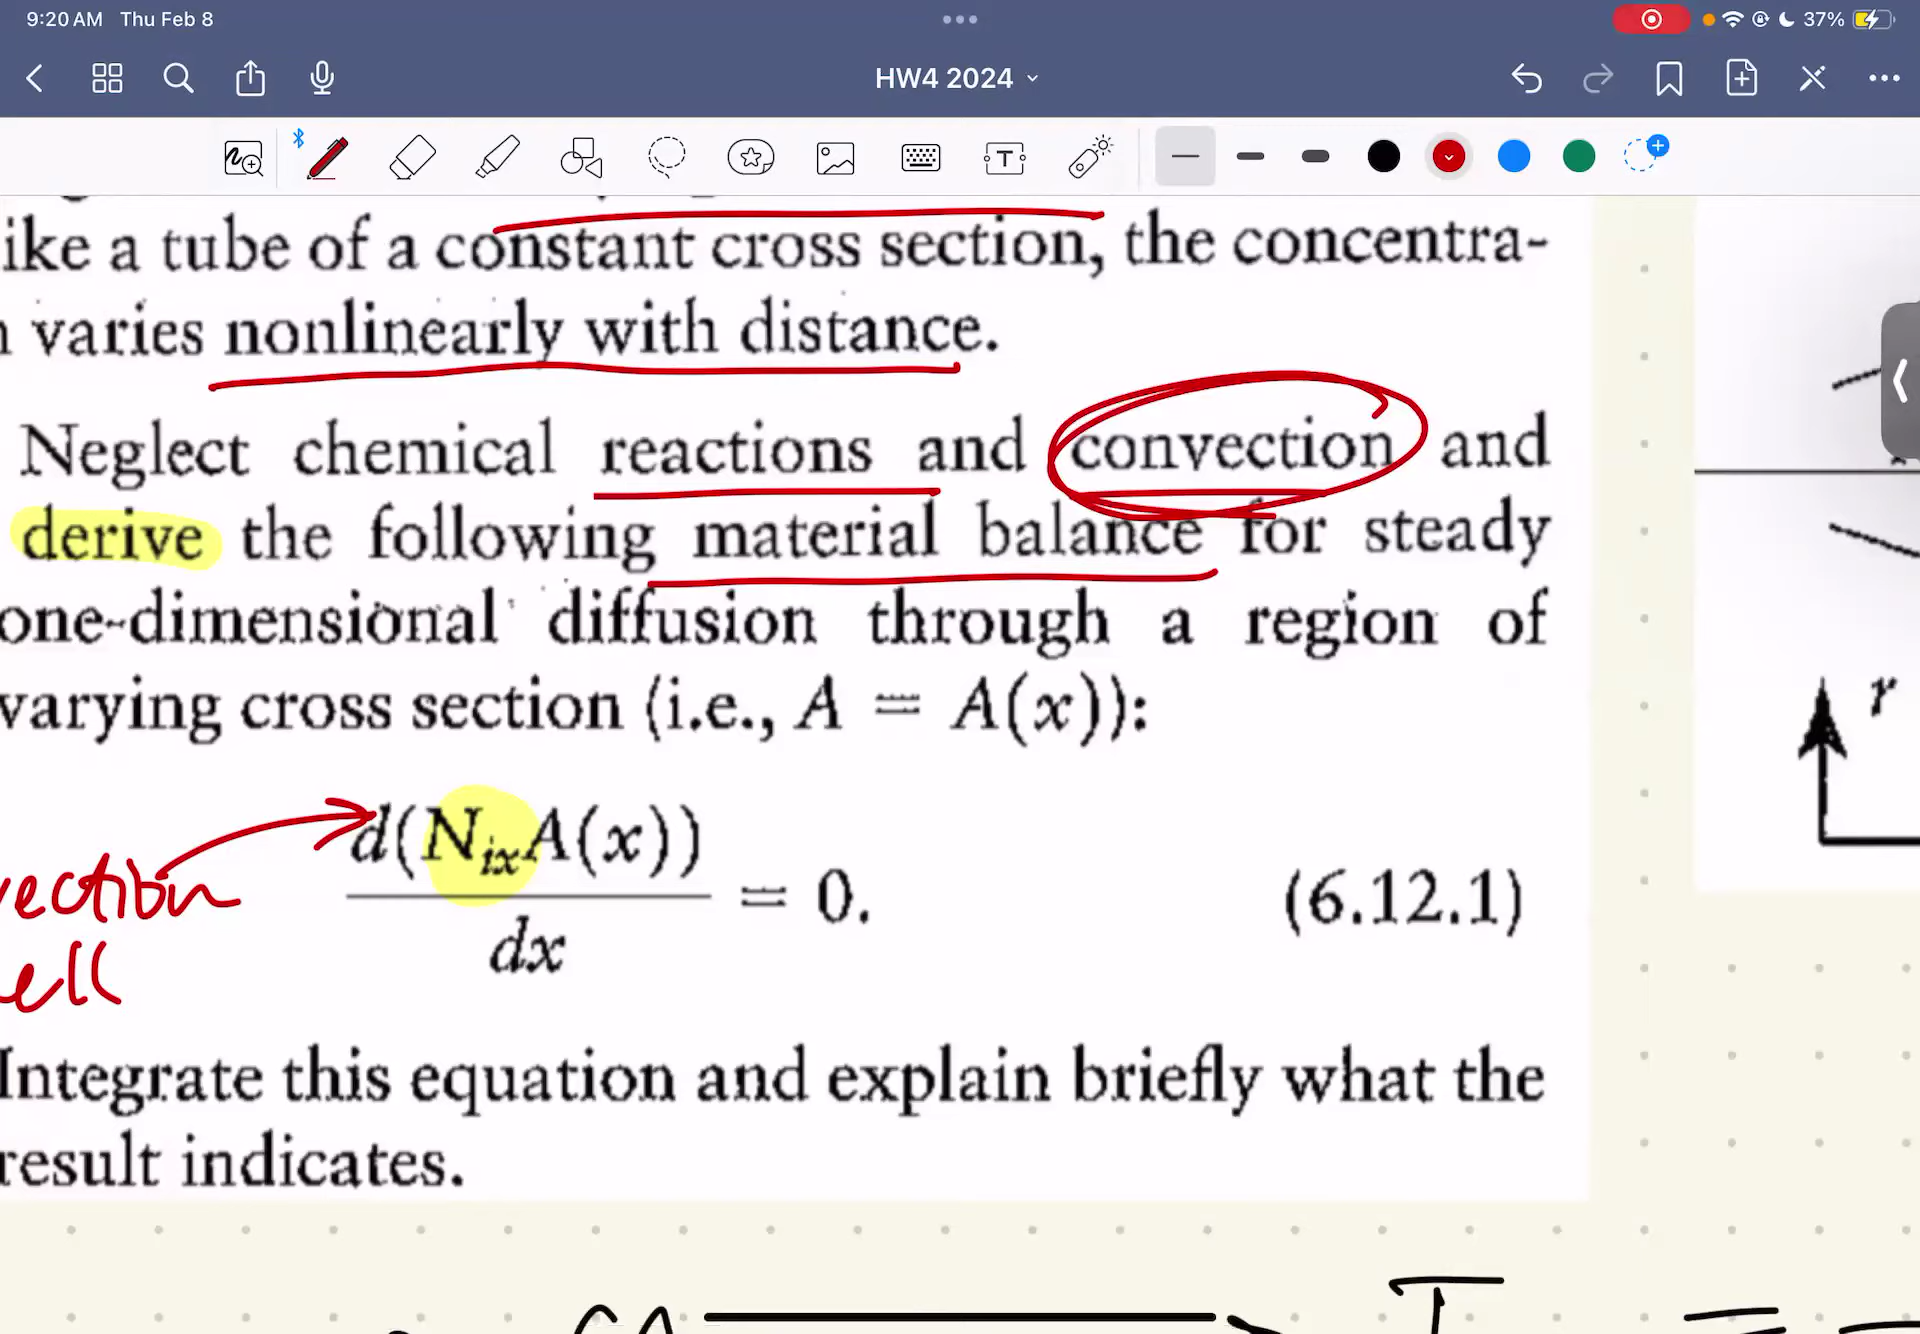 9:20 AM Thu Feb 8
37%
HW4 2024
T
ike a tube of a constant cross section, the concentra-
n varies nonlinearly with distance.
Neglect chemical reactions and convection and
derive the following material balance for steady
one-dimensional diffusion through a region of
varying cross section (i.e., A = A(x)):
d(NixA(x))
dx
= 0.
(6.12.1)
ection
ell
Integrate this equation and explain briefly what the
result indicates.
r